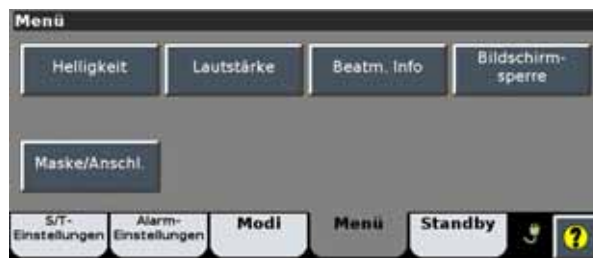 Menü
Helligkeit
Lautstärke
Beatm. Info
Bildschirm-
sperre
Maske/Anschl.
S/T-
Einstellungen
Alarm-
Einstellungen
Modi
Menü
Standby
?